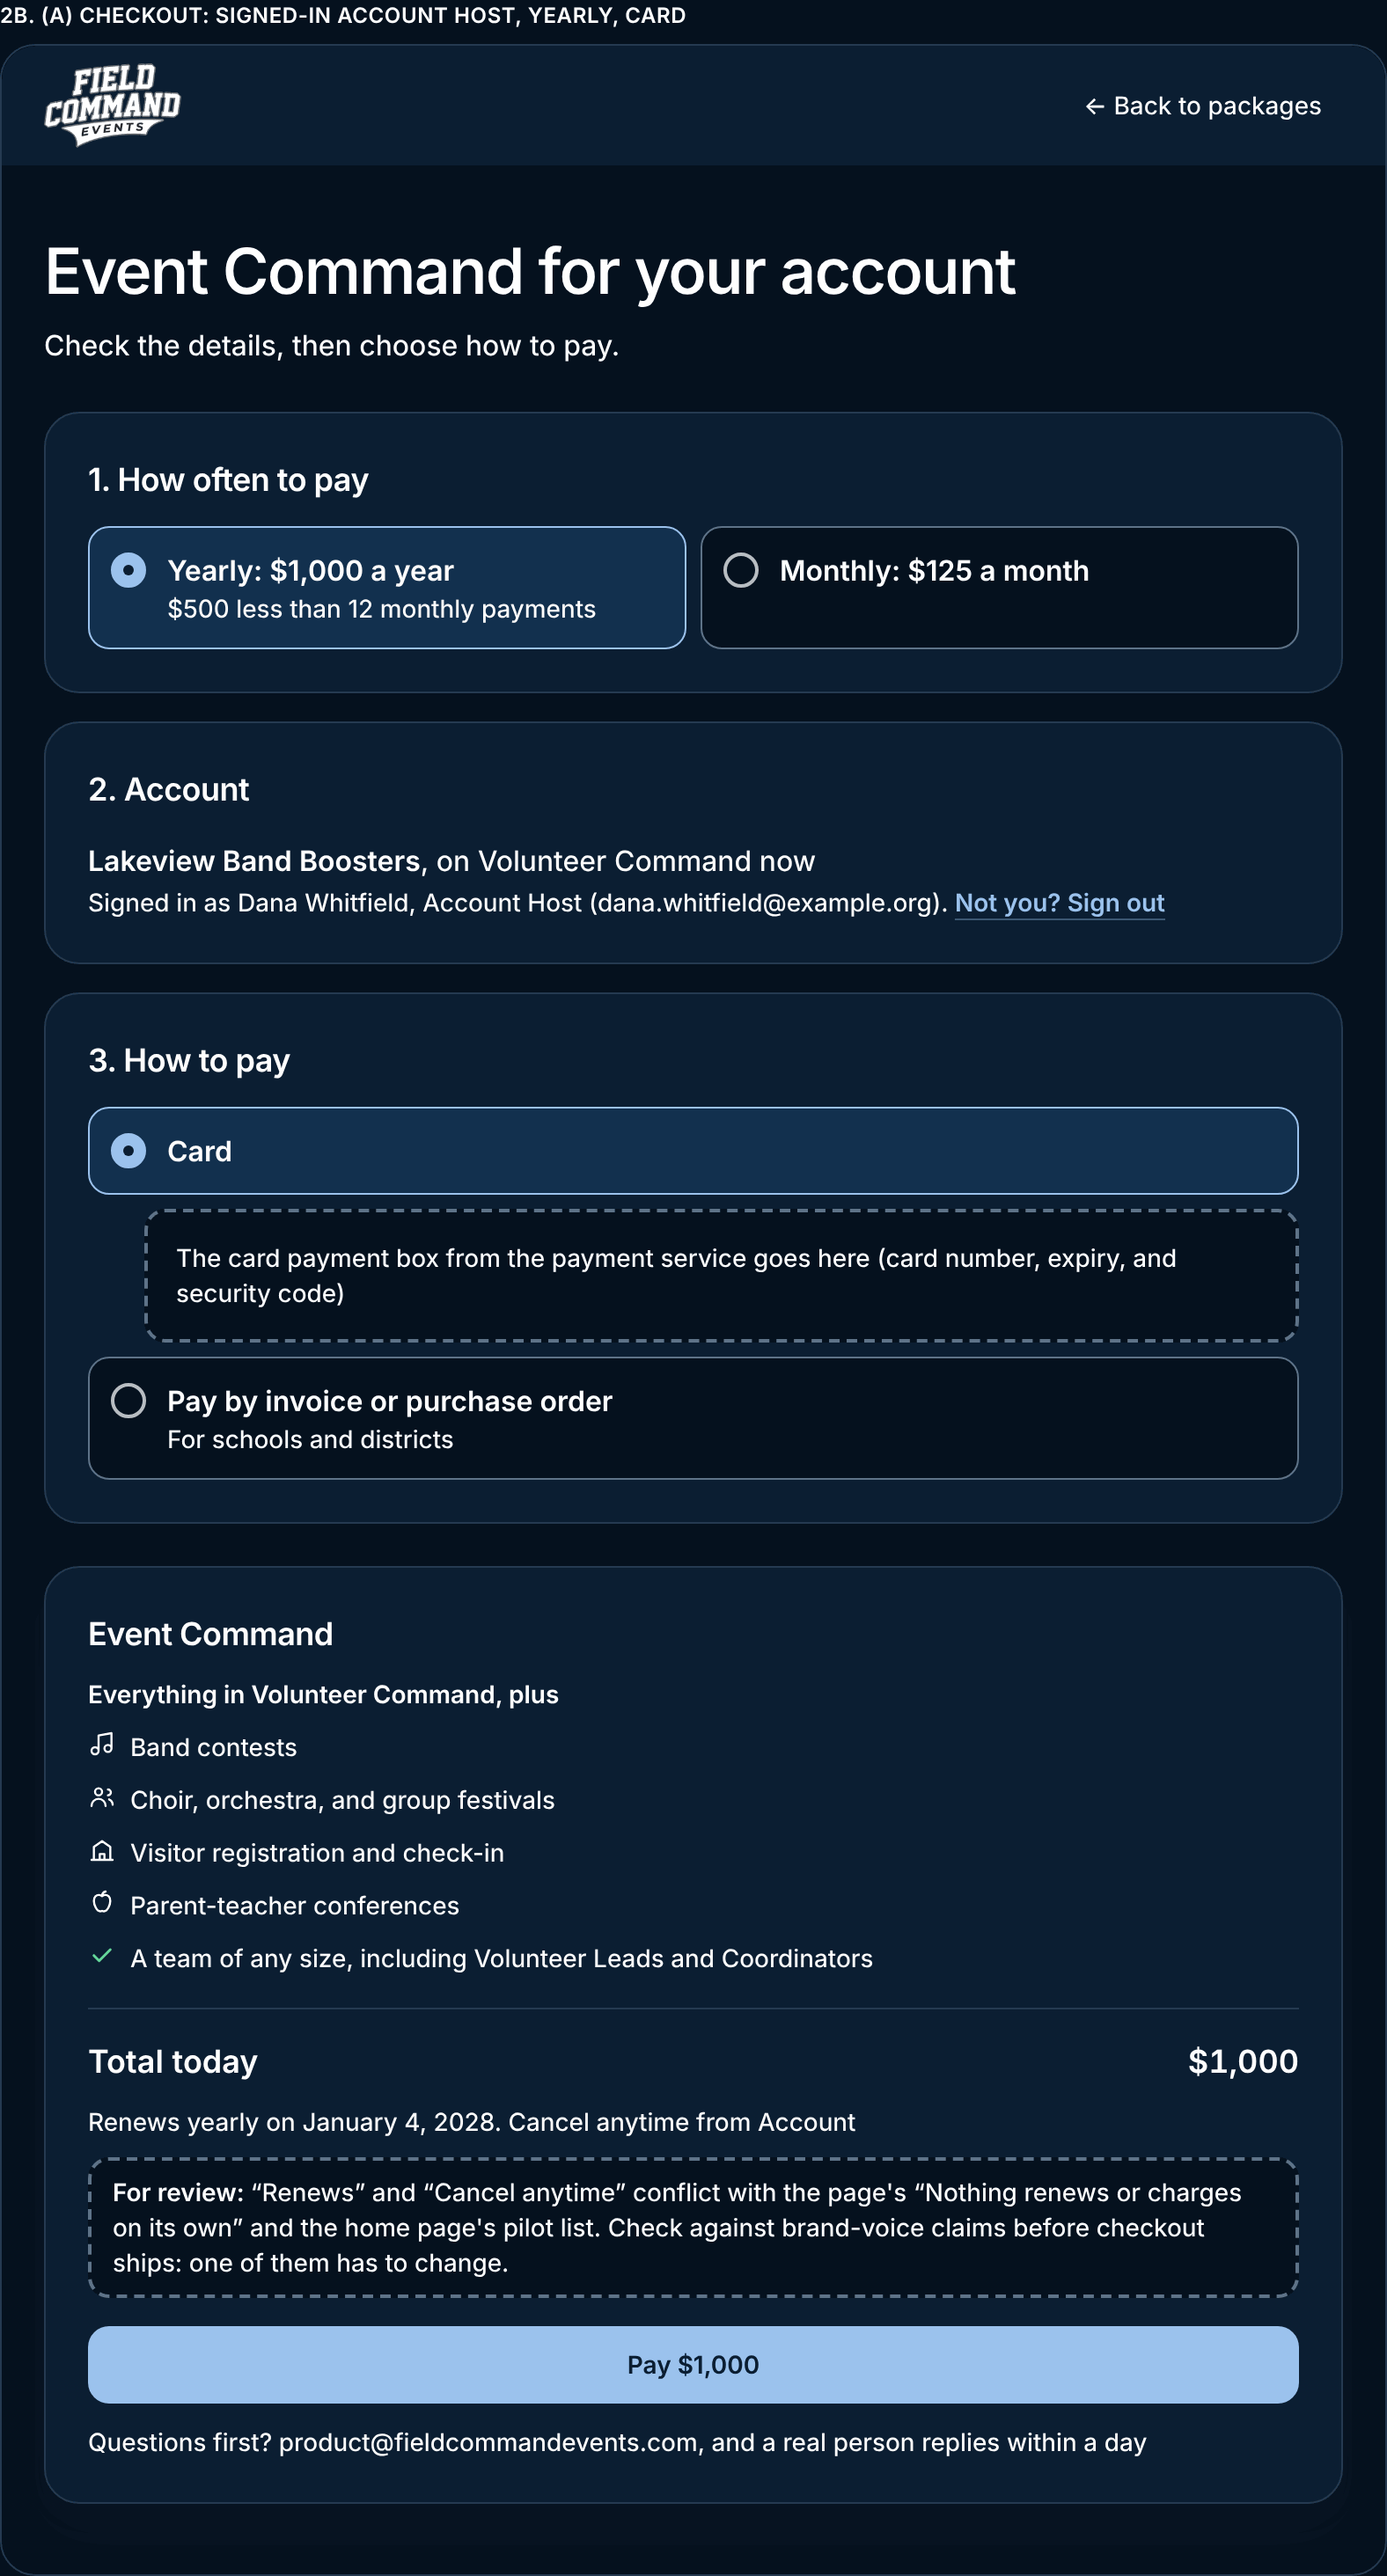 2B. (A) CHECKOUT: SIGNED-IN ACCOUNT HOST, YEARLY, CARD
FIELD
COMMAND
EVENTS
← Back to packages
Event Command for your account
Check the details, then choose how to pay.
1. How often to pay
Yearly: $1,000 a year
$500 less than 12 monthly payments
Monthly: $125 a month
2. Account
Lakeview Band Boosters, on Volunteer Command now
Signed in as Dana Whitfield, Account Host (dana.whitfield@example.org). Not you? Sign out
3. How to pay
Card
The card payment box from the payment service goes here (card number, expiry, and
security code)
Pay by invoice or purchase order
For schools and districts
Event Command
Everything in Volunteer Command, plus
Band contests
Choir, orchestra, and group festivals
Visitor registration and check-in
Parent-teacher conferences
A team of any size, including Volunteer Leads and Coordinators
Total today
$1,000
Renews yearly on January 4, 2028. Cancel anytime from Account
For review: “Renews” and “Cancel anytime” conflict with the page's “Nothing renews or charges
on its own” and the home page's pilot list. Check against brand-voice claims before checkout
ships: one of them has to change.
Pay $1,000
Questions first? product@fieldcommandevents.com, and a real person replies within a day